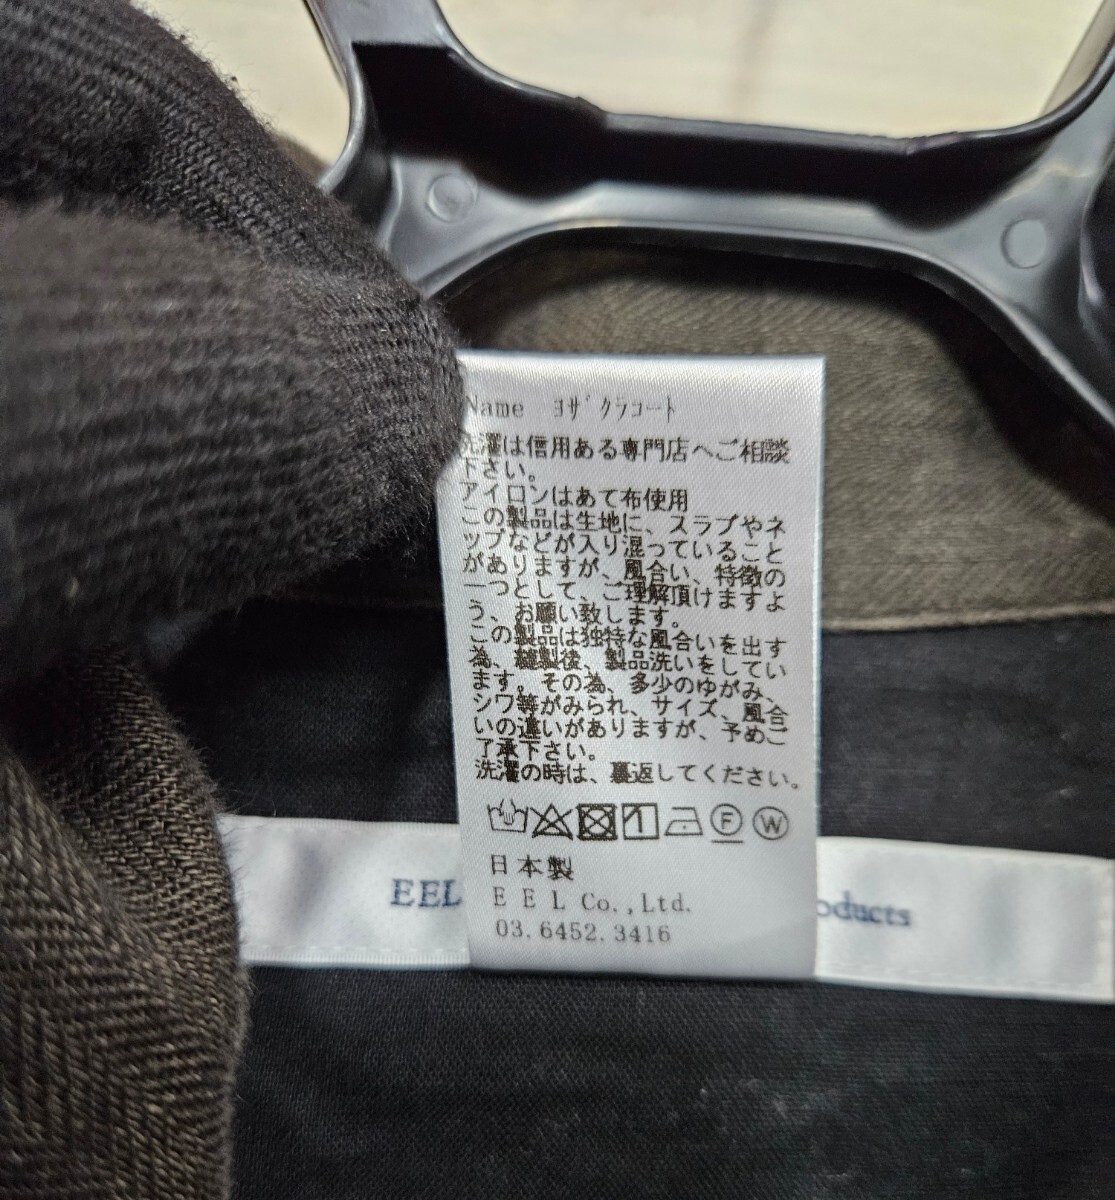 Name ヨザクラコート
洗濯は信用ある専門店へご相談
下さい。
アイロンはあて布使用
この製品は生地に、スラブやネ
ップなどが入り混っていること
がありますが、風合い、特徴の
一つとして、ご理解頂けますよ
う、お願い致します。
この製品は独特な風合いを出す
為、縫製後、製品洗いをしてい
ます。その為、多少のゆがみ、
シワ等がみられ、サイズ、風合
いの違いがありますが、予めご
了承下さい。
洗濯の時は、裏返してください。
F W
日本製
EEL Co.,Ltd.
03.6452.3416
EEL oducts